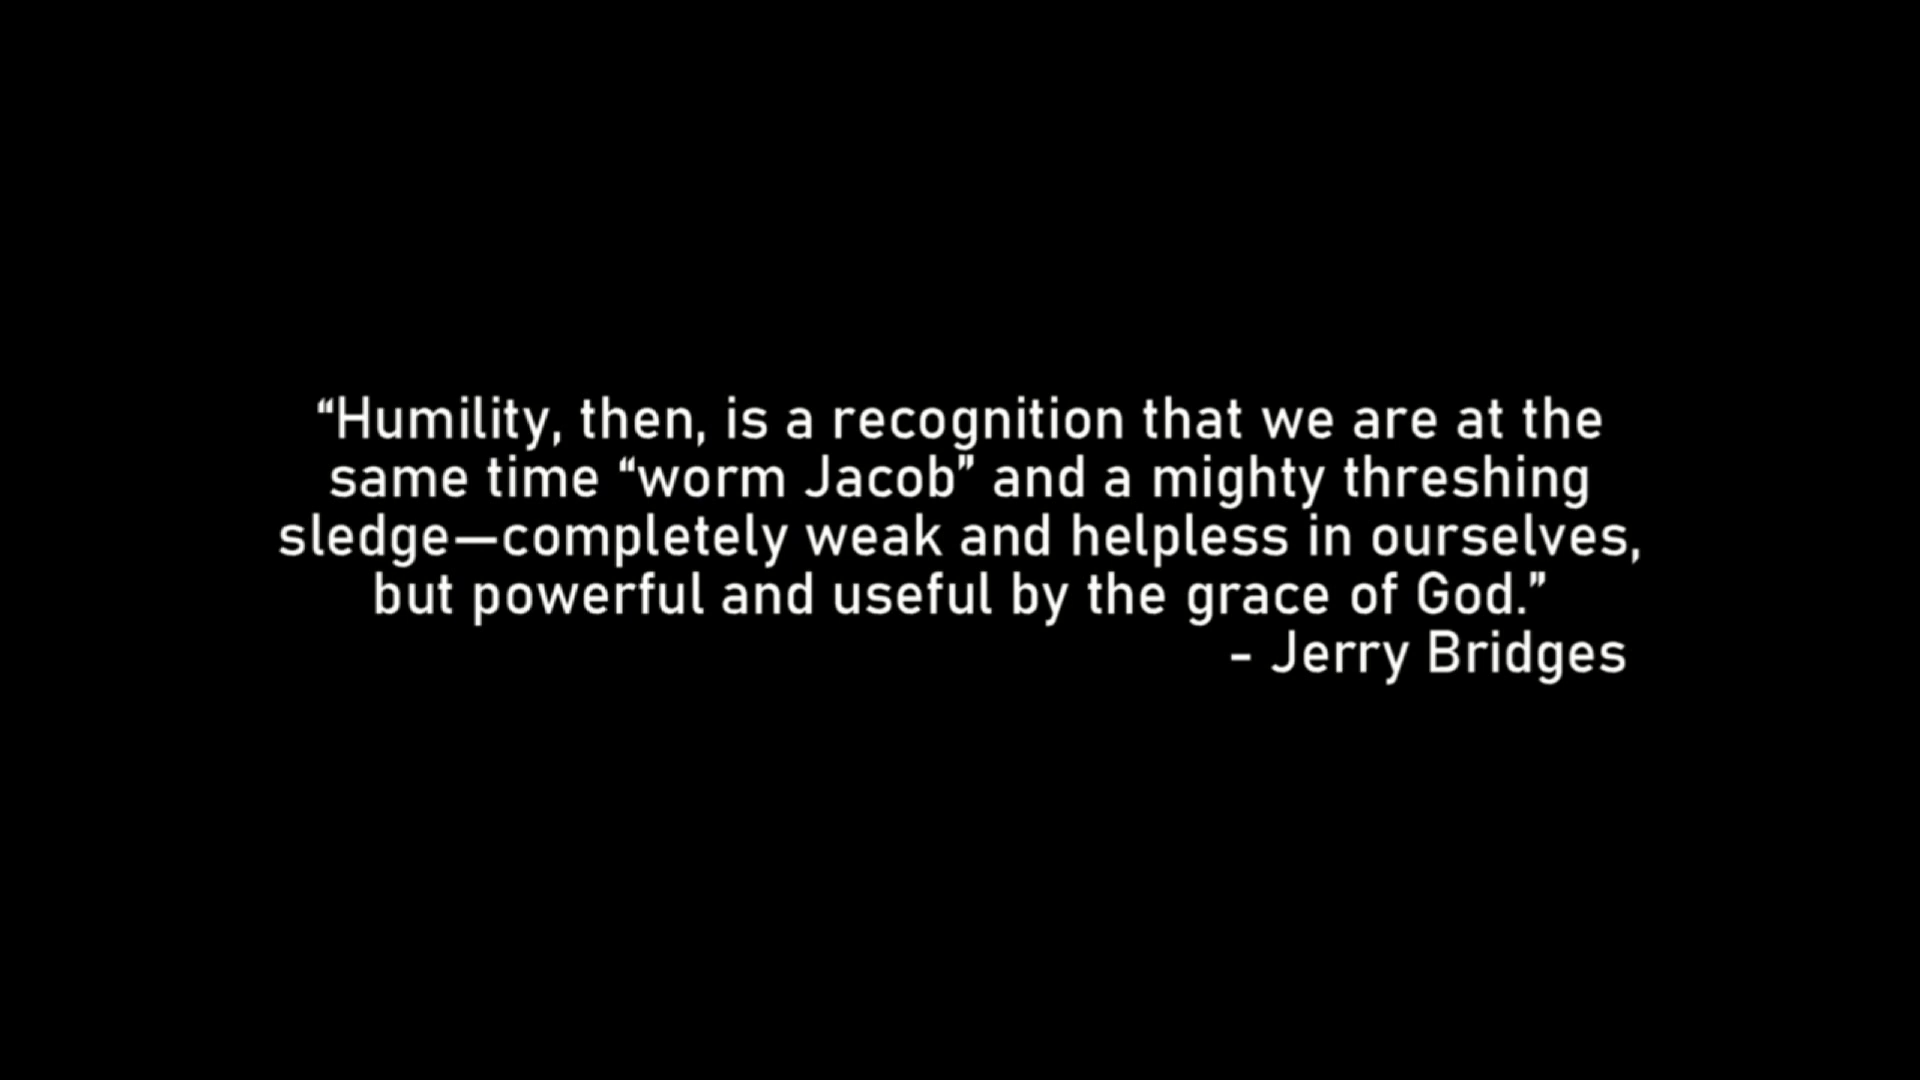 “Humility, then, is a recognition that we are at the
same time “worm Jacob” and a mighty threshing
sledge—completely weak and helpless in ourselves,
but powerful and useful by the grace of God.”
- Jerry Bridges